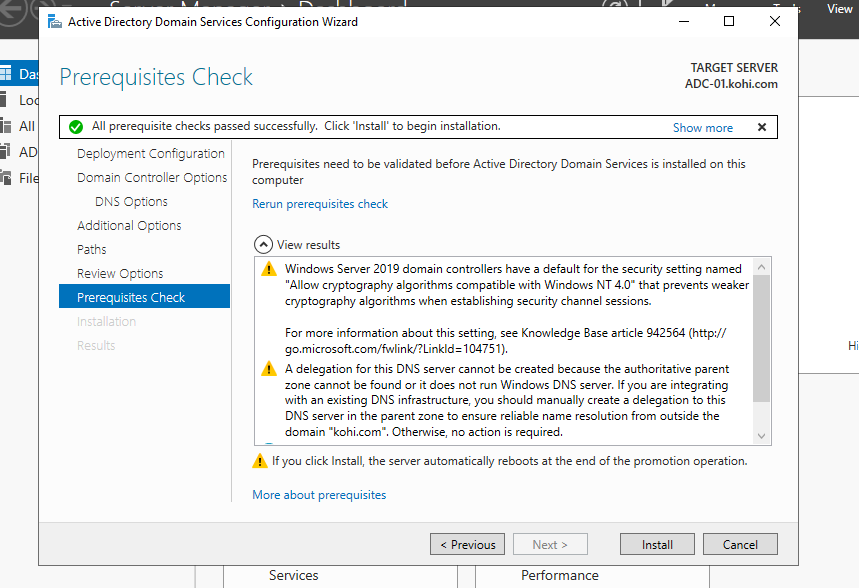 Active Directory Domain Services Configuration Wizard
View
Prerequisites Check
TARGET SERVER
ADC-01.kohi.com
All prerequisite checks passed successfully. Click 'Install' to begin installation.
Show more
Deployment Configuration
Domain Controller Options
DNS Options
Additional Options
Paths
Review Options
Prerequisites Check
Installation
Results
Prerequisites need to be validated before Active Directory Domain Services is installed on this
computer
Rerun prerequisites check
View results
Windows Server 2019 domain controllers have a default for the security setting named
"Allow cryptography algorithms compatible with Windows NT 4.0" that prevents weaker
cryptography algorithms when establishing security channel sessions.
For more information about this setting, see Knowledge Base article 942564 (http://
go.microsoft.com/fwlink/?LinkId=104751).
A delegation for this DNS server cannot be created because the authoritative parent
zone cannot be found or it does not run Windows DNS server. If you are integrating
with an existing DNS infrastructure, you should manually create a delegation to this
DNS server in the parent zone to ensure reliable name resolution from outside the
domain "kohi.com". Otherwise, no action is required.
If you click Install, the server automatically reboots at the end of the promotion operation.
More about prerequisites
< Previous
Next >
Install
Cancel
Das
Loc
All
AD
File
Hi
Services
Performance